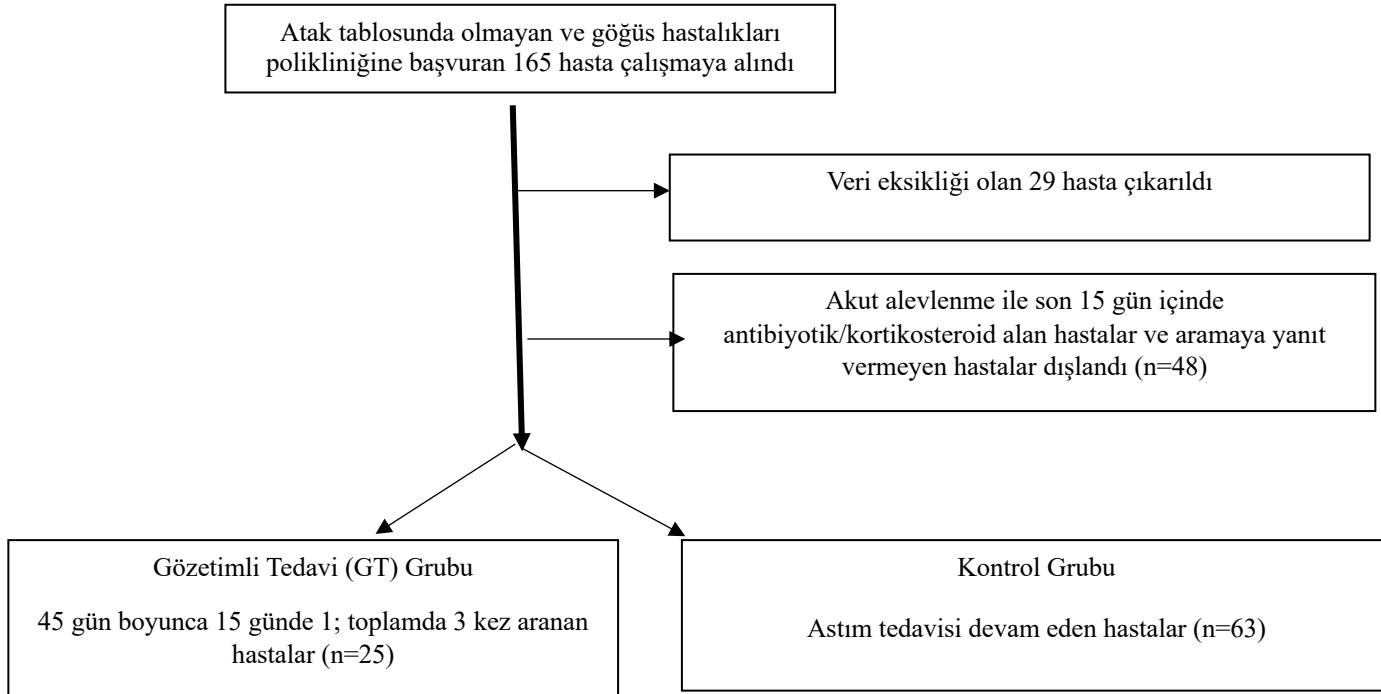 Atak tablosunda olmayan ve göğüs hastalıkları
polikliniğine başvuran 165 hasta çalışmaya alındı
Veri eksikliği olan 29 hasta çıkarıldı
Akut alevlenme ile son 15 gün içinde
antibiyotik/kortikosteroid alan hastalar ve aramaya yanıt
vermeyen hastalar dışlandı (n=48)
Gözetimli Tedavi (GT) Grubu
45 gün boyunca 15 günde 1; toplamda 3 kez aranan
hastalar (n=25)
Kontrol Grubu
Astım tedavisi devam eden hastalar (n=63)